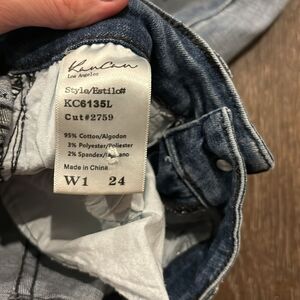 KanCan
Los Angeles
Style/Estilo#
KC6135L
Cut#2759
95% Cotton/Algodon
3% Polyester/Poliester
2% Spandex/
Made in China
W1 24